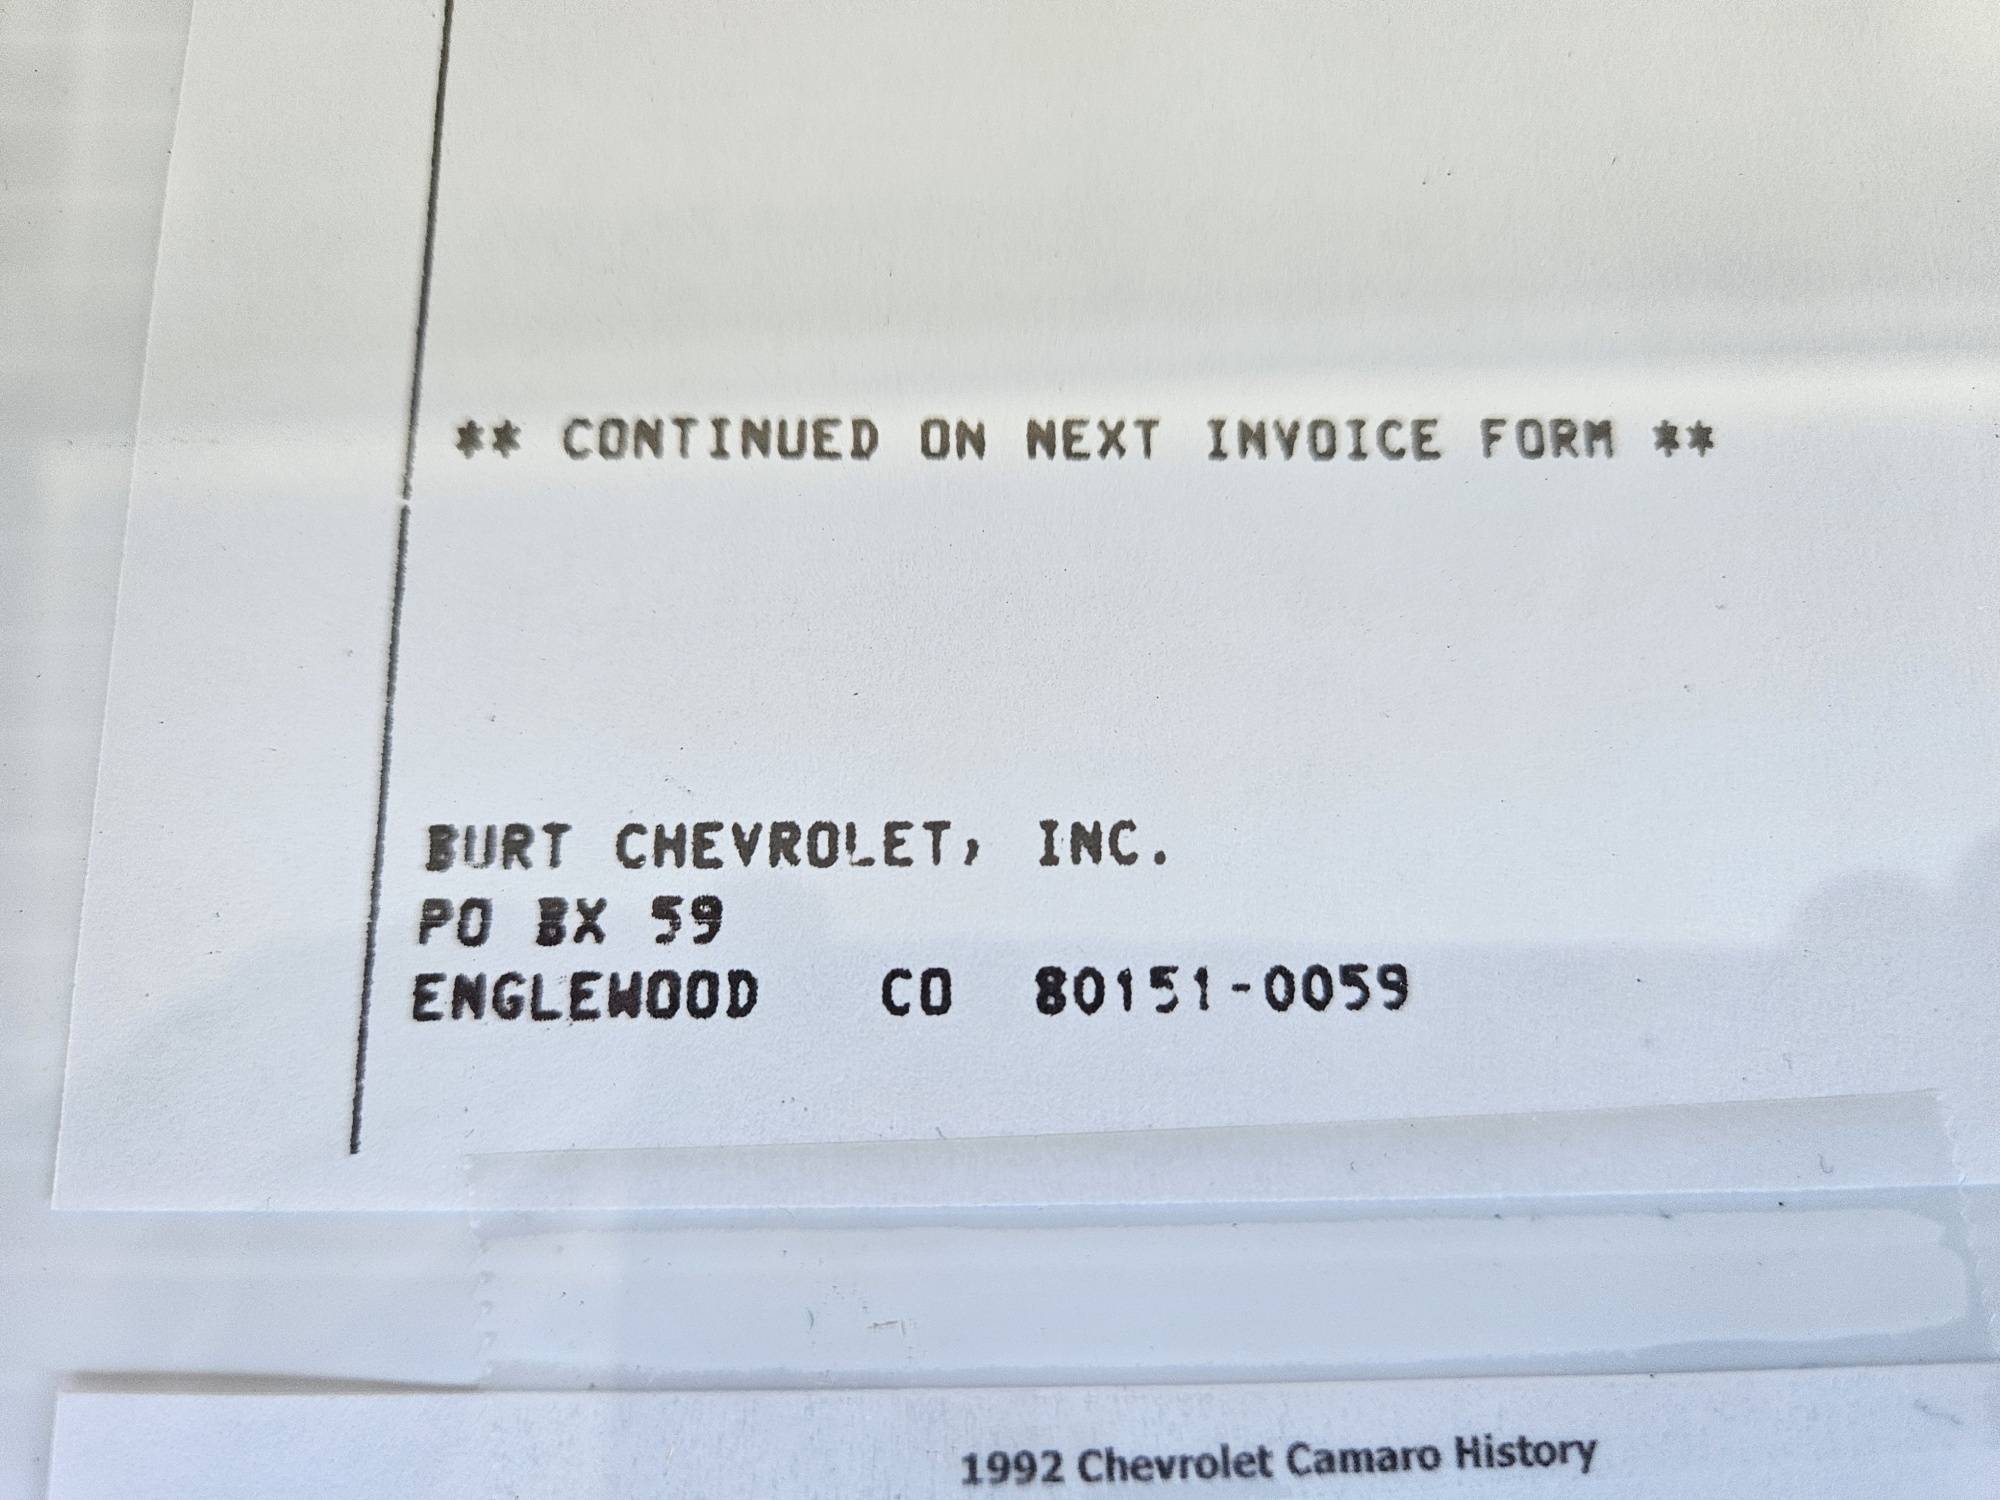 ** CONTINUED ON NEXT INVOICE FORM **
BURT CHEVROLET, INC.
PO BX 59
ENGLEWOOD CO 80151-0059
1992 Chevrolet Camaro History